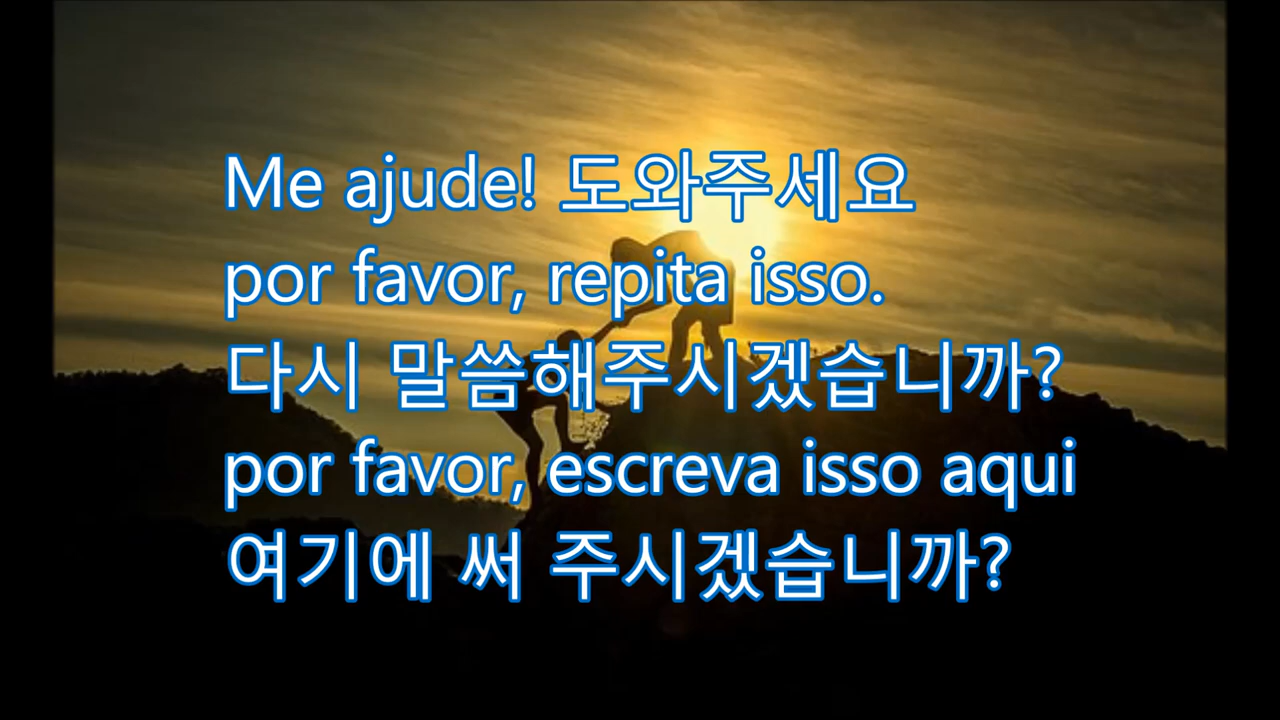 Me ajude! 도와주세요
por favor, repita isso.
다시 말씀해주시겠습니까?
por favor, escreva isso aqui
여기에 써 주시겠습니까?